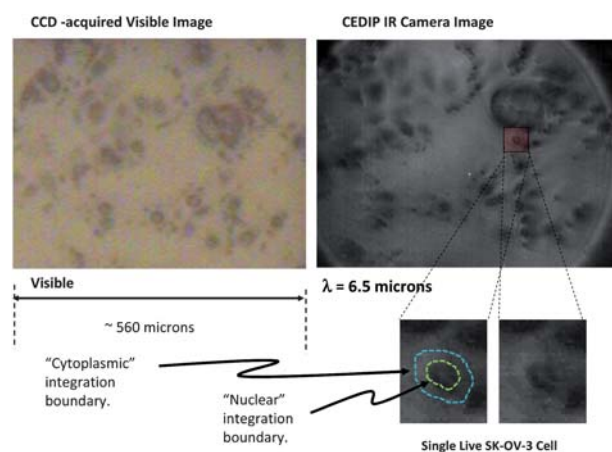 CCD -acquired Visible Image
CEDIP IR Camera Image
Visible
λ = 6.5 microns
~ 560 microns
“Cytoplasmic”
integration
boundary.
“Nuclear”
integration
boundary.
Single Live SK-OV-3 Cell